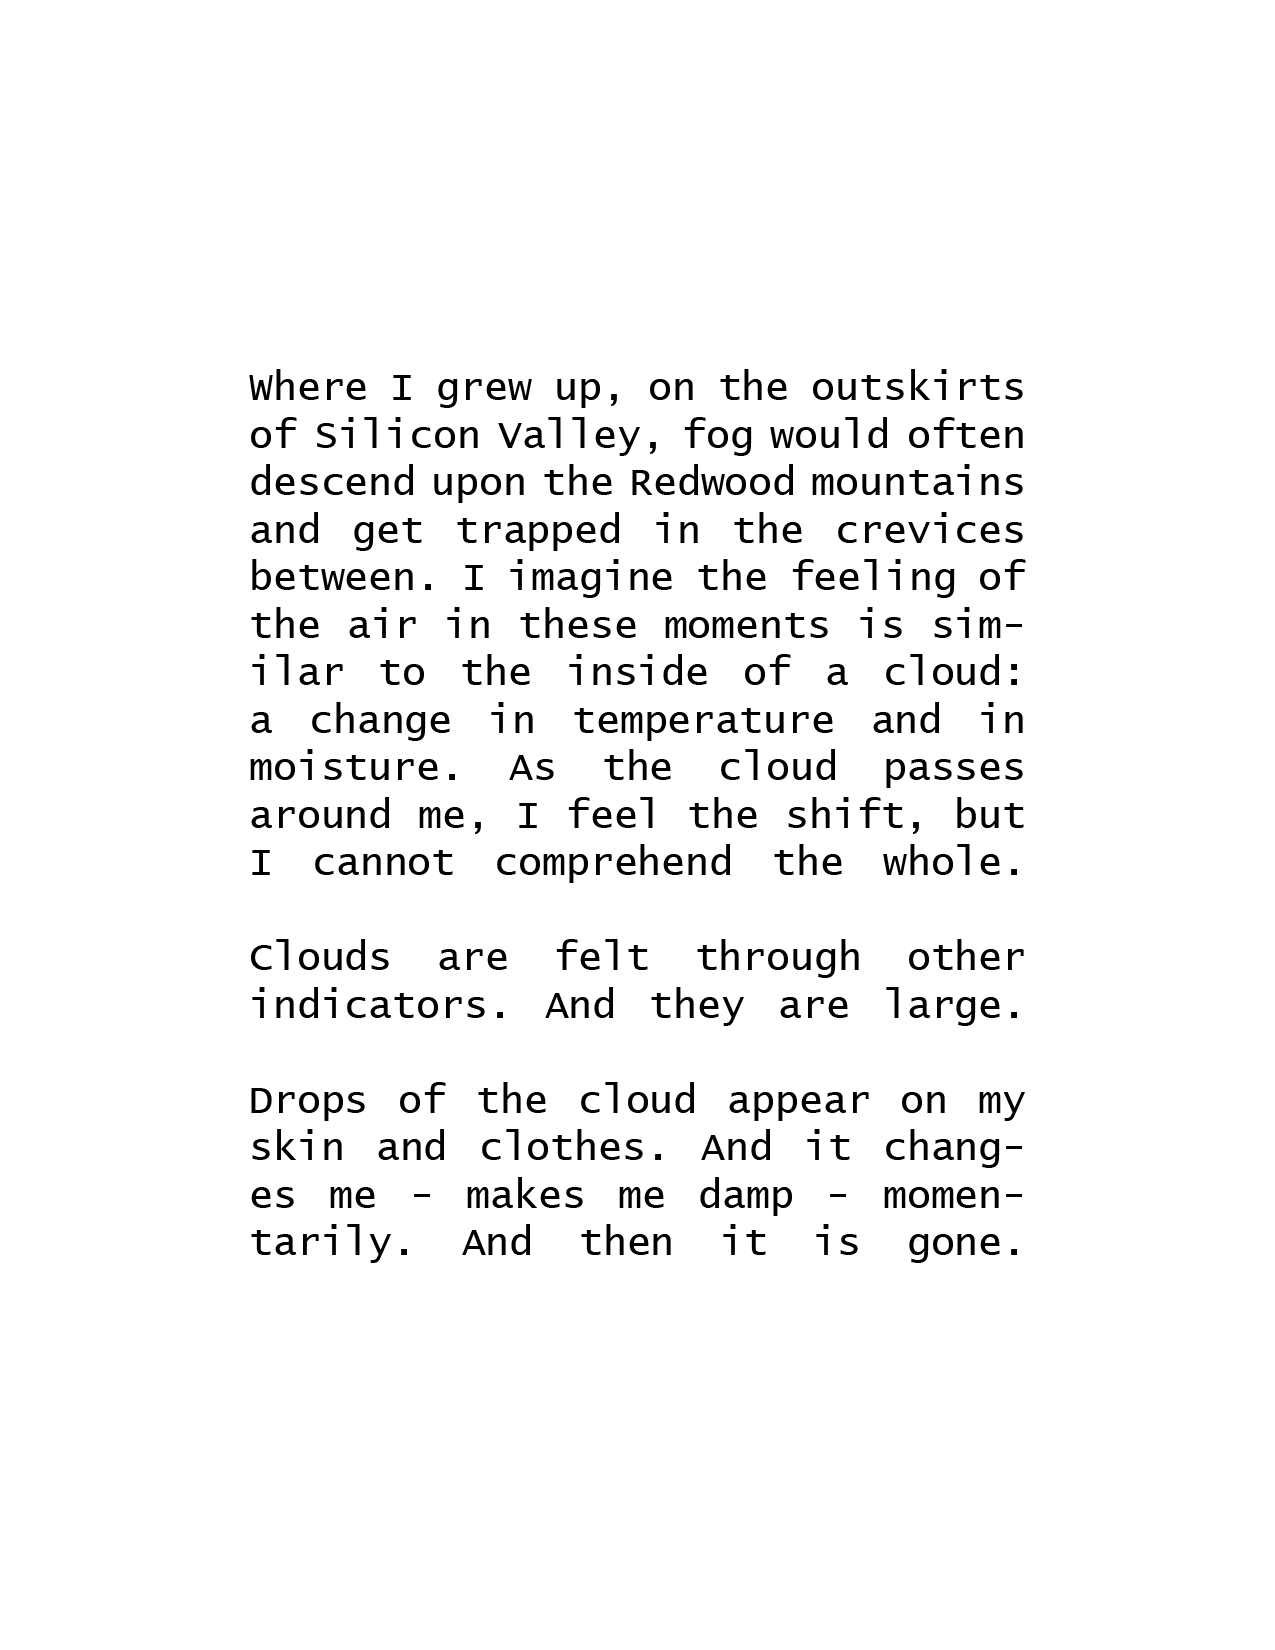 Where I grew up, on the outskirts
of Silicon Valley, fog would often
descend upon the Redwood mountains
and get trapped in the crevices
between. I imagine the feeling of
the air in these moments is sim-
ilar to the inside of a cloud:
a change in temperature and in
moisture. As the cloud passes
around me, I feel the shift, but
I cannot comprehend the whole.

Clouds are felt through other
indicators. And they are large.

Drops of the cloud appear on my
skin and clothes. And it chang-
es me - makes me damp - momen-
tarily. And then it is gone.